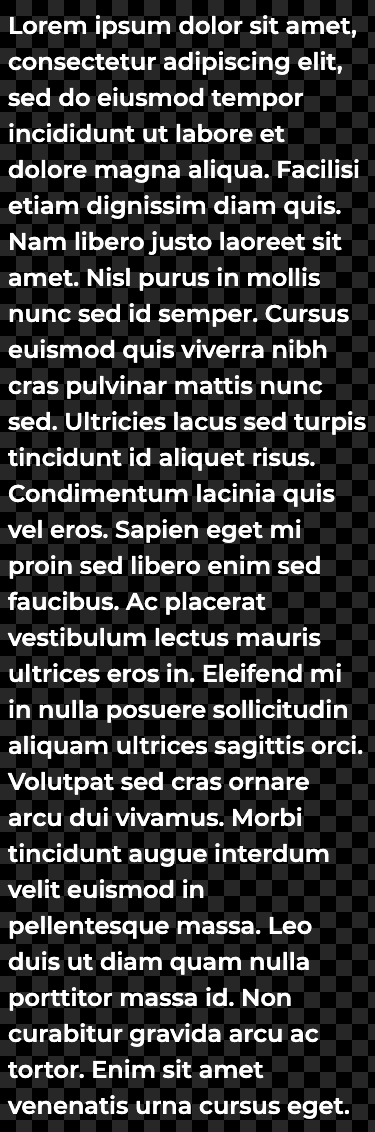 Lorem ipsum dolor sit amet,
consectetur adipiscing elit,
sed do eiusmod tempor
incididunt ut labore et
dolore magna aliqua. Facilisi
etiam dignissim diam quis.
Nam libero justo laoreet sit
amet. Nisl purus in mollis
nunc sed id semper. Cursus
euismod quis viverra nibh
cras pulvinar mattis nunc
sed. Ultricies lacus sed turpis
tincidunt id aliquet risus.
Condimentum lacinia quis
vel eros. Sapien eget mi
proin sed libero enim sed
faucibus. Ac placerat
vestibulum lectus mauris
ultrices eros in. Eleifend mi
in nulla posuere sollicitudin
aliquam ultrices sagittis orci.
Volutpat sed cras ornare
arcu dui vivamus. Morbi
tincidunt augue interdum
velit euismod in
pellentesque massa. Leo
duis ut diam quam nulla
porttitor massa id. Non
curabitur gravida arcu ac
tortor. Enim sit amet
venenatis urna cursus eget.